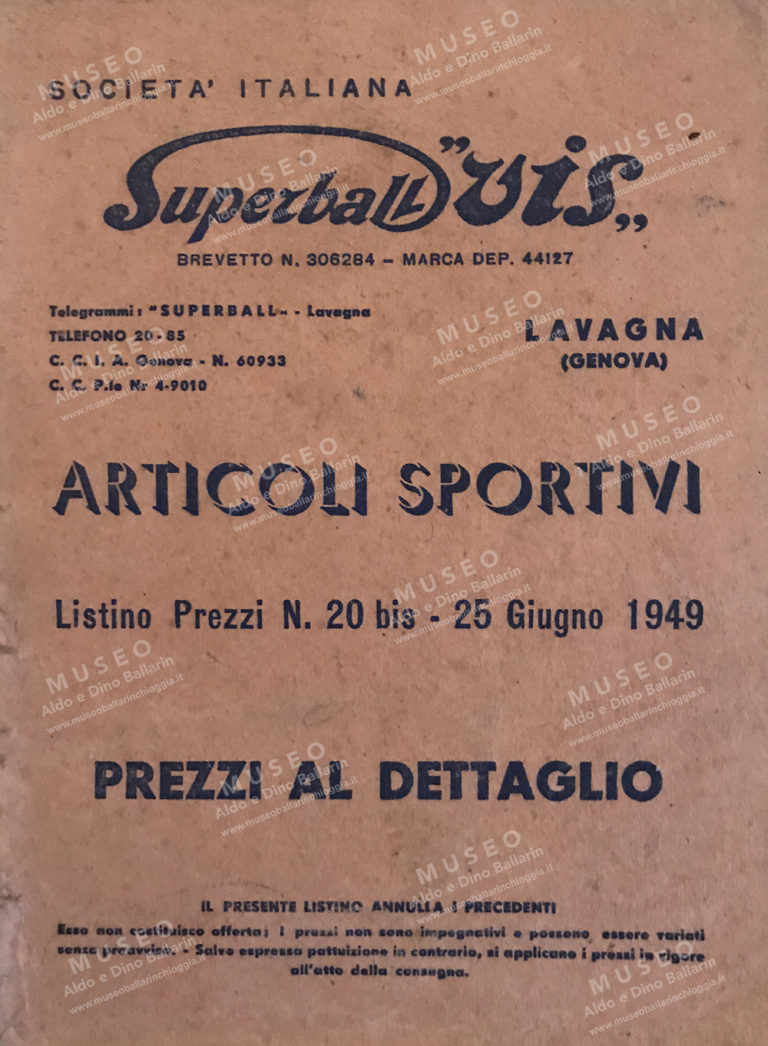 SOCIETA' ITALIANA
Superball "vis„
BREVETTO N. 306284 - MARCA DEP. 44127
Telegrammi: "SUPERBALL" - Lavagna
TELEFONO 20-85
C. C. I. A. Genova - N. 60933
C. C. P.le Nr 4-9010
LAVAGNA
(GENOVA)
ARTICOLI SPORTIVI
Listino Prezzi N. 20 bis - 25 Giugno 1949
PREZZI AL DETTAGLIO
IL PRESENTE LISTINO ANNULLA I PRECEDENTI
Esso non costituisce offerta; i prezzi non sono impegnativi e possono essere variati
senza preavviso. - Salvo espressa pattuizione in contrario, si applicano i prezzi in vigore
all'atto della consegna.
MUSEO
Aldo e Dino Ballarin
www.museoballarinchioggia.it